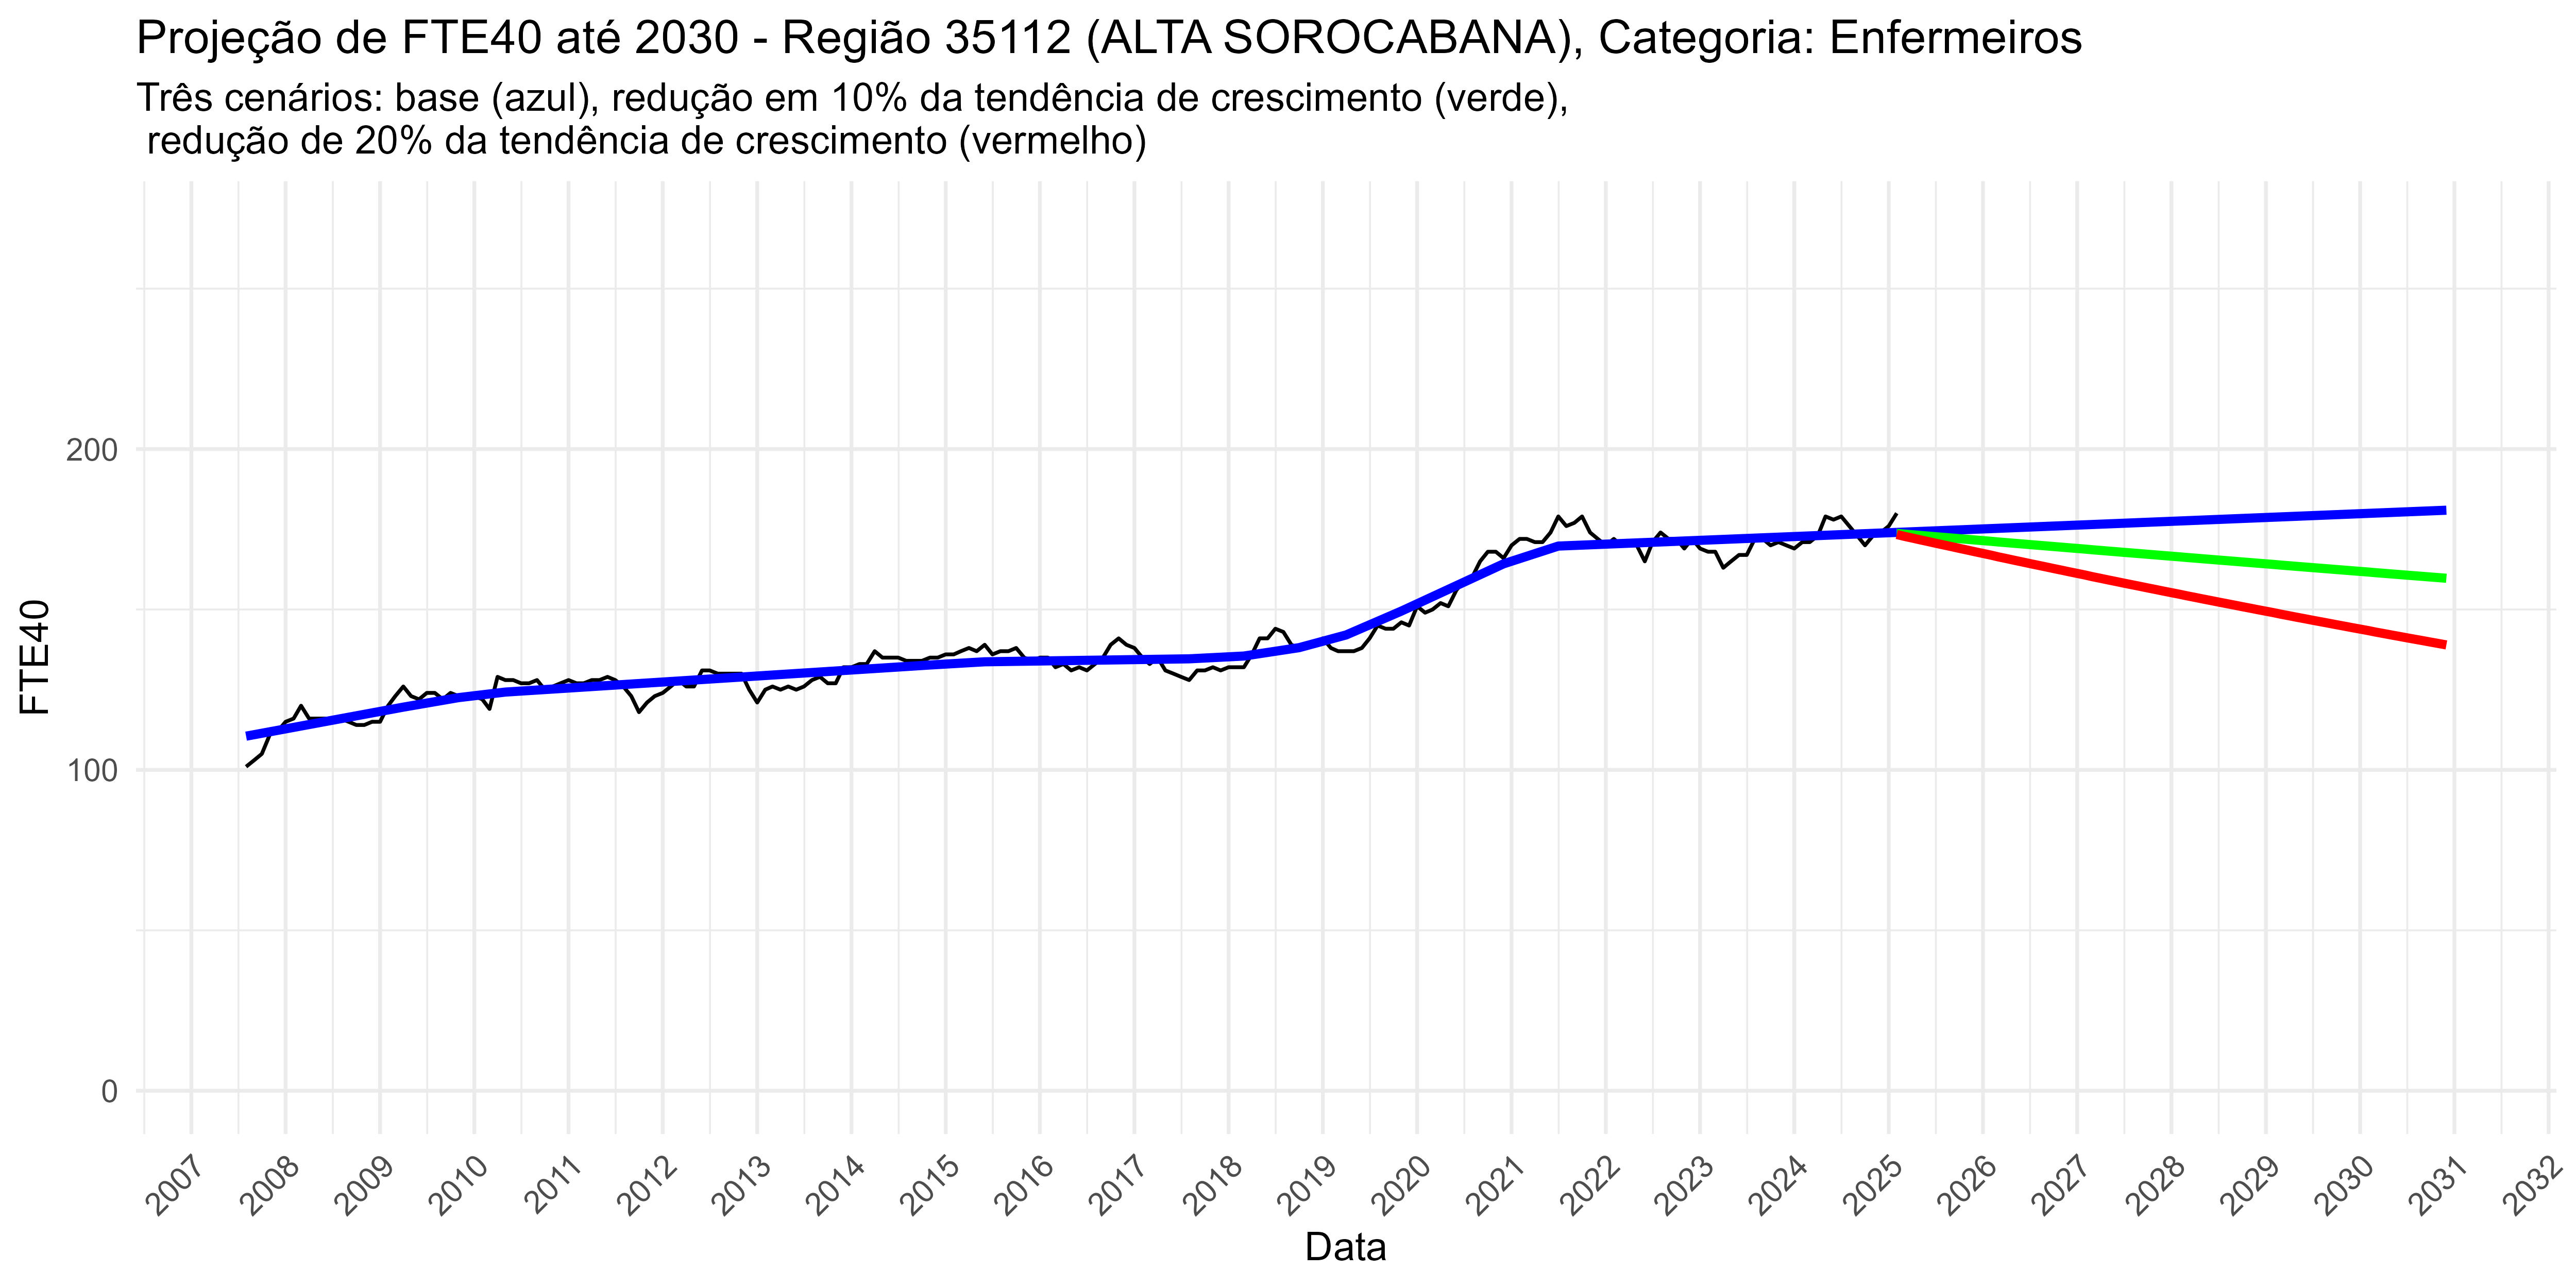 Projeção de FTE40 até 2030 - Região 35112 (ALTA SOROCABANA), Categoria: Enfermeiros
Três cenários: base (azul), redução em 10% da tendência de crescimento (verde),
redução de 20% da tendência de crescimento (vermelho)
FTE40
200
100
0
2007 2008 2009 2010 2011 2012 2013 2014 2015 2016 2017 2018 2019 2020 2021 2022 2023 2024 2025 2026 2027 2028 2029 2030 2031 2032
Data